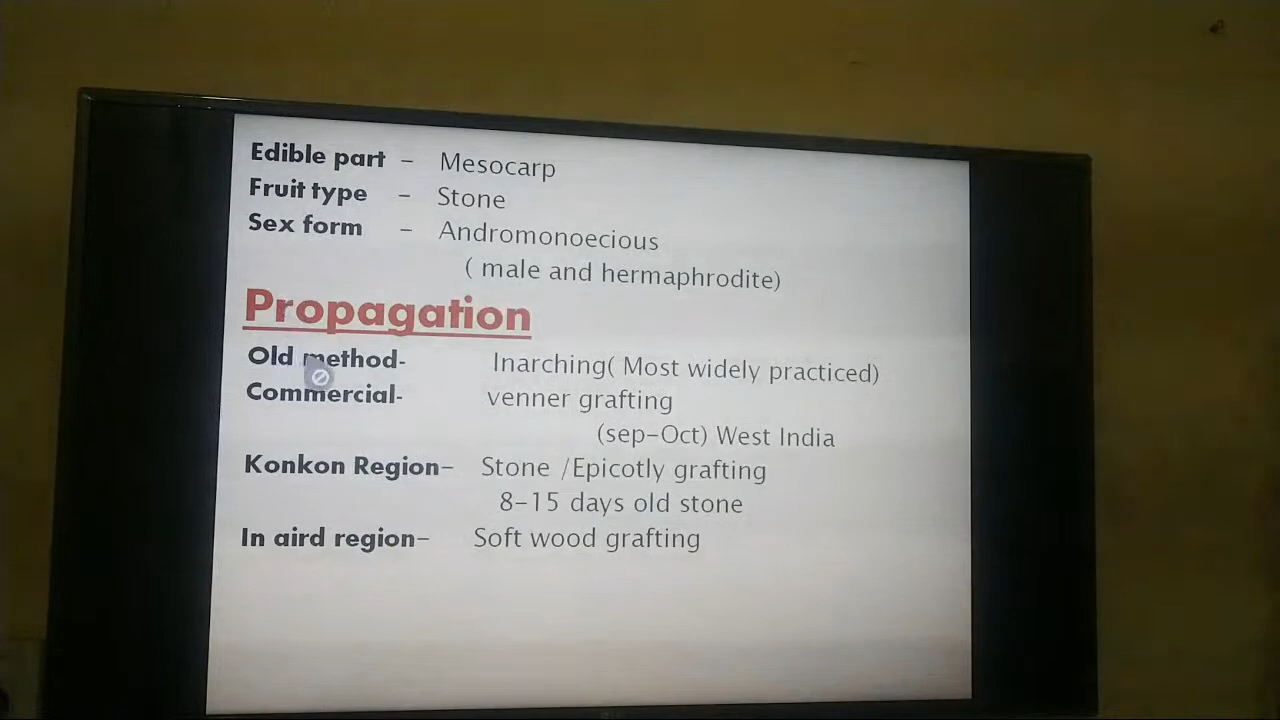 Edible part – Mesocarp
Fruit type – Stone
Sex form – Andromonoecious
( male and hermaphrodite)
Propagation
Old method- Inarching( Most widely practiced)
Commercial- venner grafting
(sep–Oct) West India
Konkon Region– Stone /Epicotly grafting
8–15 days old stone
In aird region– Soft wood grafting